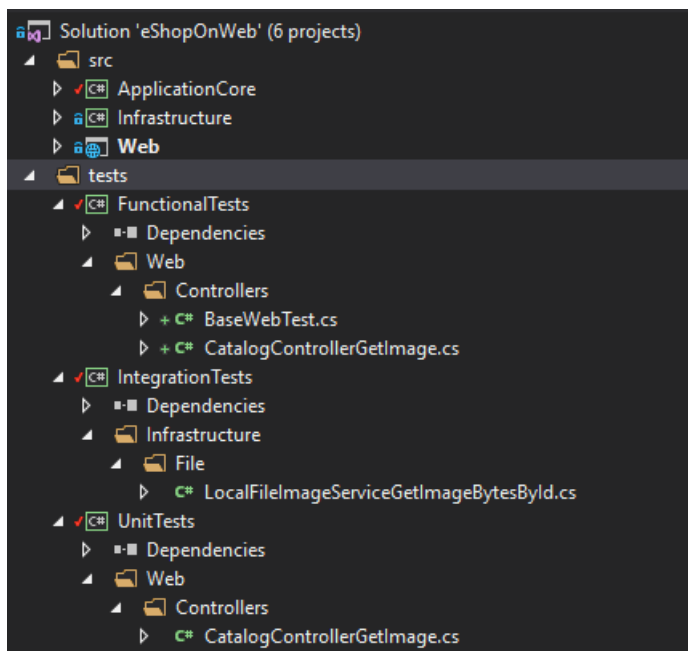 Solution 'eShopOnWeb' (6 projects)
src
C# ApplicationCore
C# Infrastructure
Web
tests
C# FunctionalTests
Dependencies
Web
Controllers
+ C# BaseWebTest.cs
+ C# CatalogControllerGetImage.cs
C# IntegrationTests
Dependencies
Infrastructure
File
C# LocalFileImageServiceGetImageBytesById.cs
C# UnitTests
Dependencies
Web
Controllers
C# CatalogControllerGetImage.cs